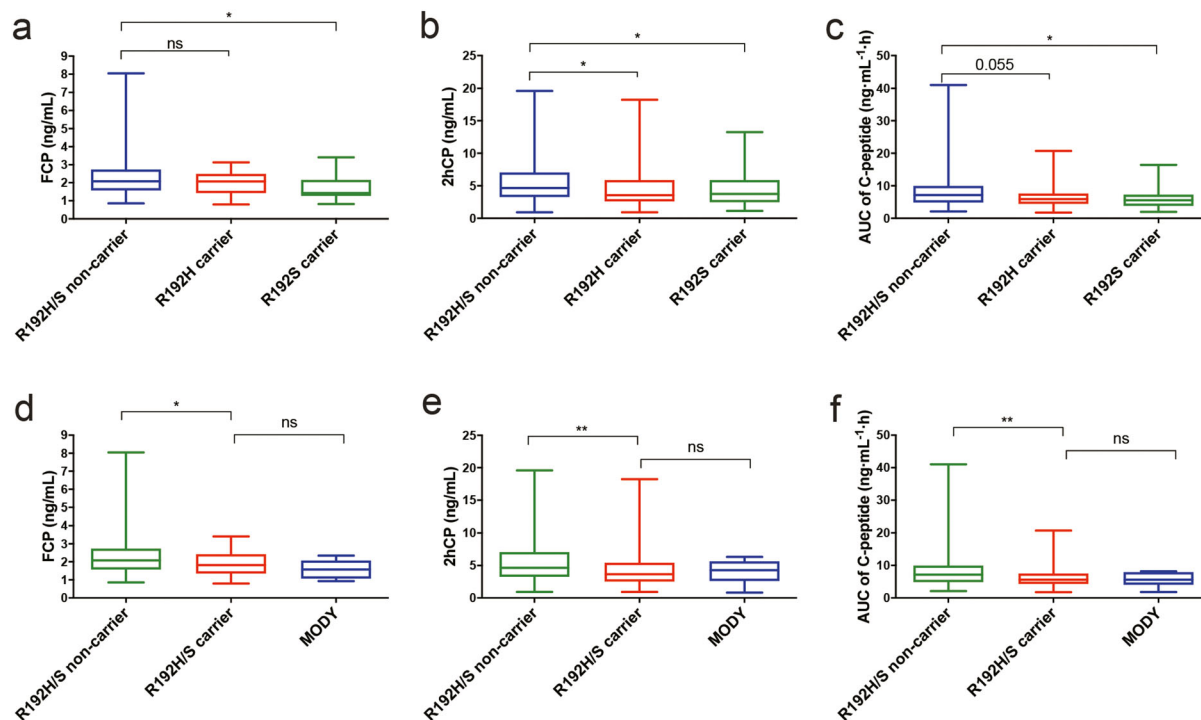 a
*
ns
FCP (ng/mL)
9
8
7
6
5
4
3
2
1
0
R192H/S non-carrier
R192H carrier
R192S carrier
b
*
*
2hCP (ng/mL)
25
20
15
10
5
0
R192H/S non-carrier
R192H carrier
R192S carrier
c
*
0.055
AUC of C-peptide (ng·mL⁻¹·h)
50
40
30
20
10
0
R192H/S non-carrier
R192H carrier
R192S carrier
d
*
ns
FCP (ng/mL)
9
8
7
6
5
4
3
2
1
0
R192H/S non-carrier
R192H/S carrier
MODY
e
**
ns
2hCP (ng/mL)
25
20
15
10
5
0
R192H/S non-carrier
R192H/S carrier
MODY
f
**
ns
AUC of C-peptide (ng·mL⁻¹·h)
50
40
30
20
10
0
R192H/S non-carrier
R192H/S carrier
MODY